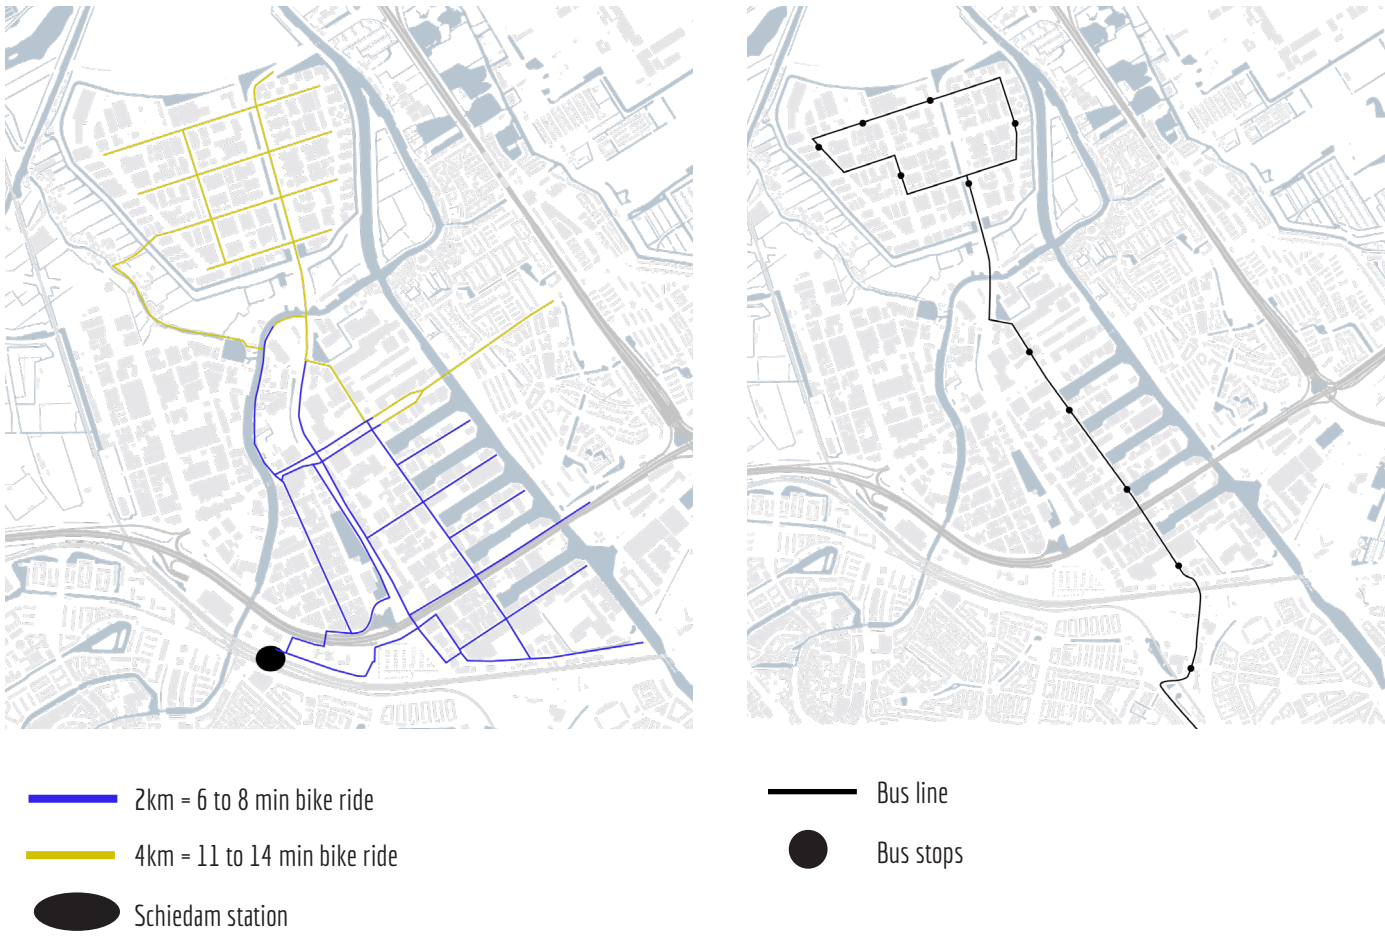 2km = 6 to 8 min bike ride
4km = 11 to 14 min bike ride
Schiedam station
Bus line
Bus stops